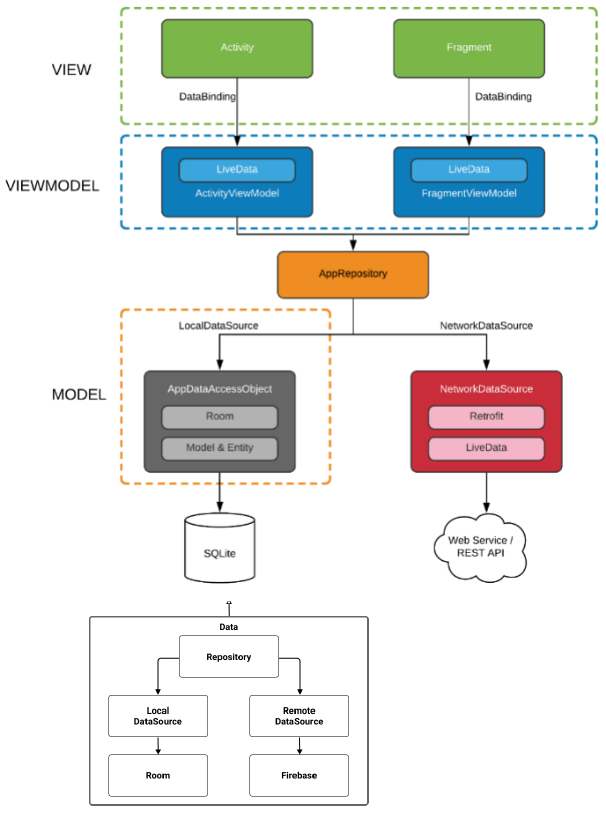 Activity
Fragment
VIEW
DataBinding
DataBinding
LiveData
LiveData
VIEWMODEL
ActivityViewModel
FragmentViewModel
AppRepository
LocalDataSource
NetworkDataSource
MODEL
AppDataAccessObject
NetworkDataSource
Room
Retrofit
Model & Entity
LiveData
SQLite
Web Service /
REST API
Data
Repository
Local
DataSource
Remote
DataSource
Room
Firebase